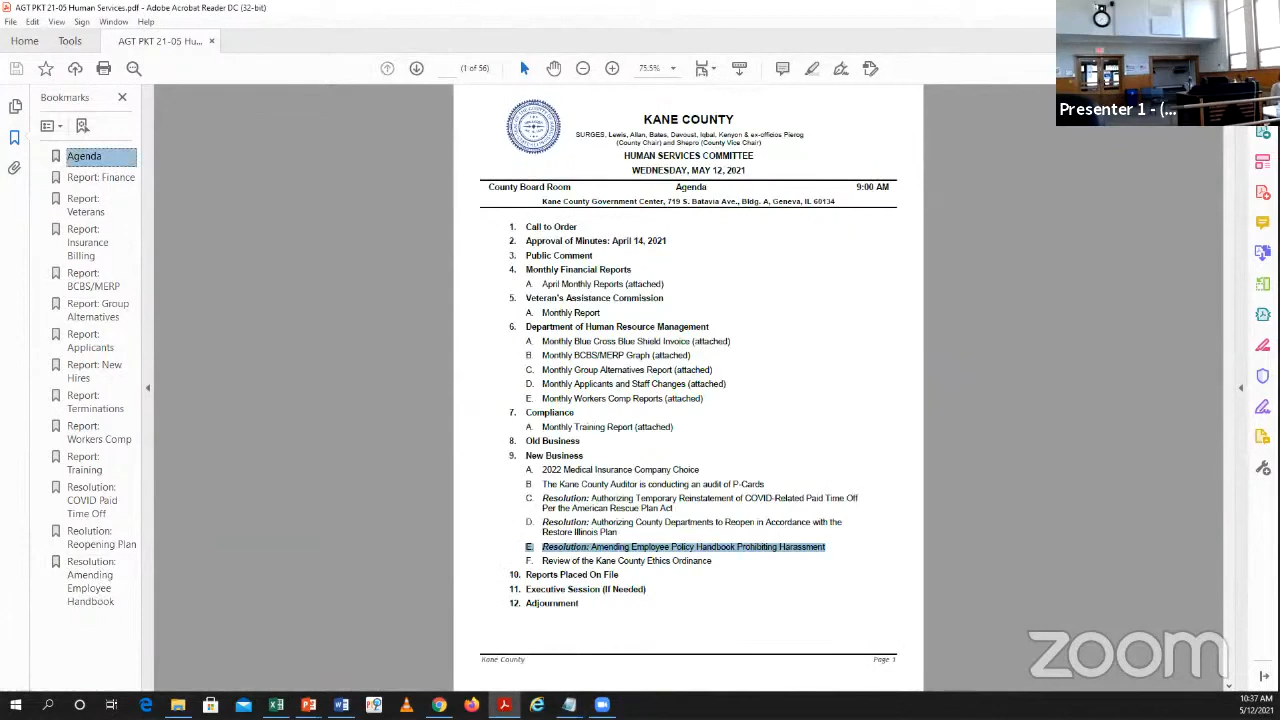 AGT PKT 21-05 Human Services.pdf - Adobe Acrobat Reader DC (32-bit)
File Edit View Sign Window Help
Home Tools AGT PKT 21-05 Hu... ×
(1 of 56) 75.5%
Presenter 1 - (...
Bookmarks
Agenda
Report: Finance
Report:
Veterans
Report:
Insurance
Billing
Report:
BCBS/MERP
Report: Group
Alternatives
Report:
Applicants
Report: New
Hires
Report:
Terminations
Report:
Workers Comp
Report:
Training
Resolution:
COVID Paid
Time Off
Reolution:
Reopening Plan
Resolution:
Amending
Employee
Handbook
KANE COUNTY
SURGES, Lewis, Allan, Bates, Davoust, Iqbal, Kenyon & ex-officios Pierog
(County Chair) and Shepro (County Vice Chair)
HUMAN SERVICES COMMITTEE
WEDNESDAY, MAY 12, 2021
County Board Room Agenda 9:00 AM
Kane County Government Center, 719 S. Batavia Ave., Bldg. A, Geneva, IL 60134
1. Call to Order
2. Approval of Minutes: April 14, 2021
3. Public Comment
4. Monthly Financial Reports
A. April Monthly Reports (attached)
5. Veteran's Assistance Commission
A. Monthly Report
6. Department of Human Resource Management
A. Monthly Blue Cross Blue Shield Invoice (attached)
B. Monthly BCBS/MERP Graph (attached)
C. Monthly Group Alternatives Report (attached)
D. Monthly Applicants and Staff Changes (attached)
E. Monthly Workers Comp Reports (attached)
7. Compliance
A. Monthly Training Report (attached)
8. Old Business
9. New Business
A. 2022 Medical Insurance Company Choice
B The Kane County Auditor is conducting an audit of P-Cards
C. Resolution: Authorizing Temporary Reinstatement of COVID-Related Paid Time Off
Per the American Rescue Plan Act
D. Resolution: Authorizing County Departments to Reopen in Accordance with the
Restore Illinois Plan
E. Resolution: Amending Employee Policy Handbook Prohibiting Harassment
F. Review of the Kane County Ethics Ordinance
10. Reports Placed On File
11. Executive Session (If Needed)
12. Adjournment
Kane County Page 1
zoom
10:37 AM
5/12/2021